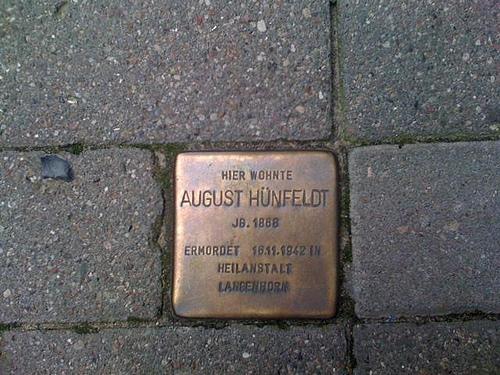 HIER WOHNTE
AUGUST HÜNFELDT
JG. 1868
ERMORDET 16.11.1942 IN
HEILANSTALT
LANGENHORN